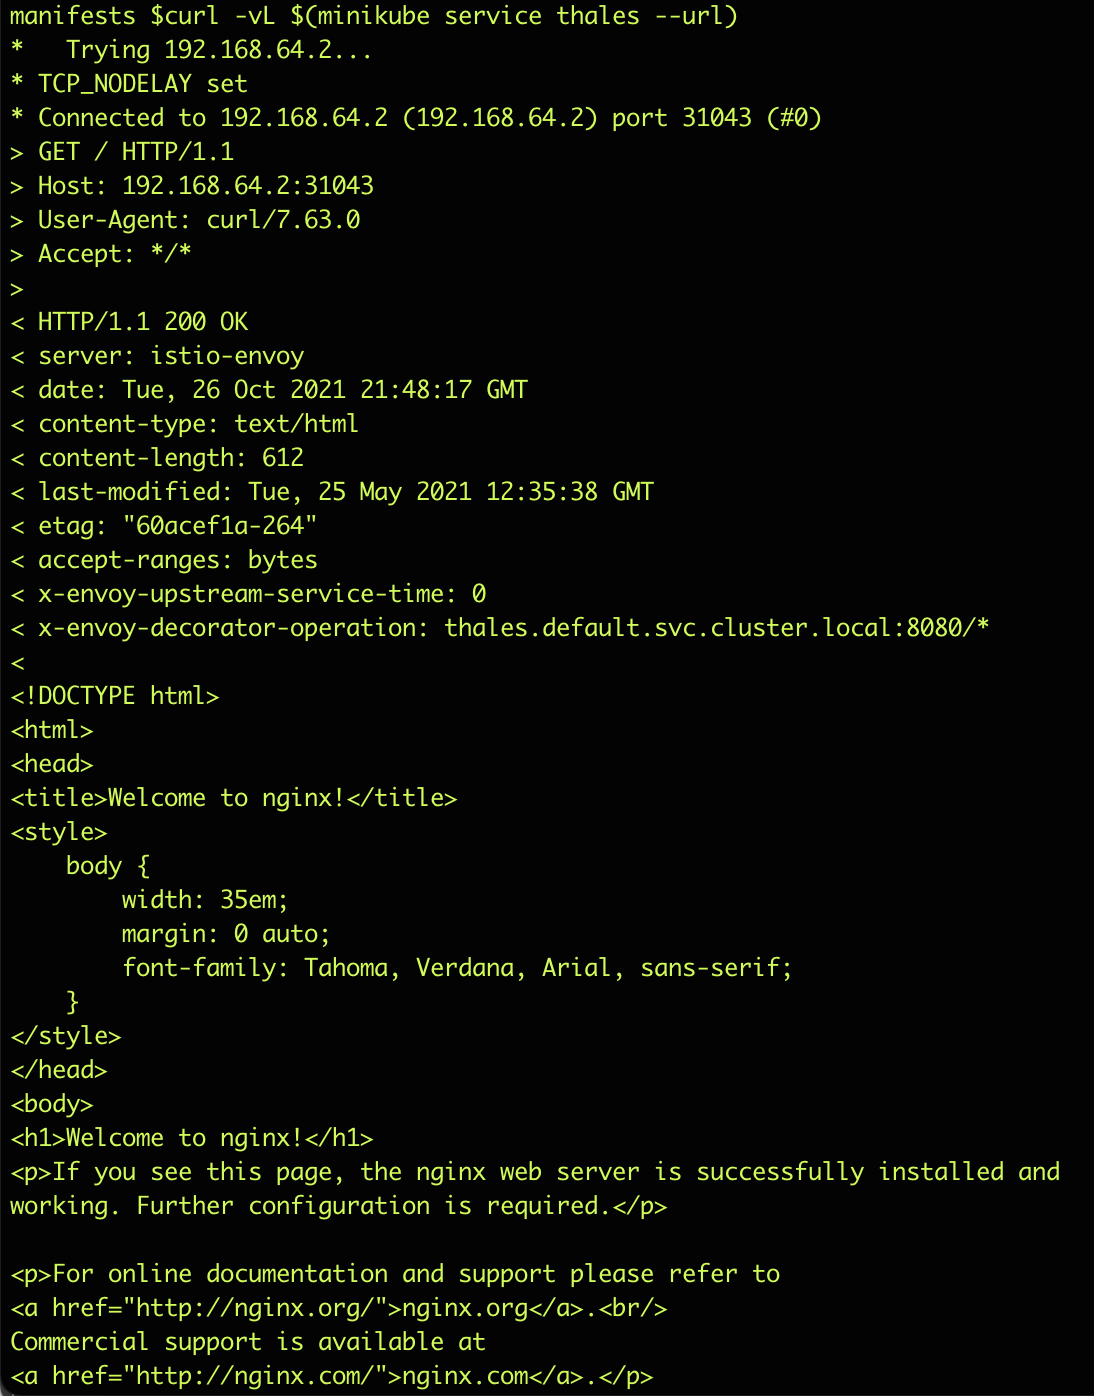 manifests $curl -vL $(minikube service thales --url)
*   Trying 192.168.64.2...
* TCP_NODELAY set
* Connected to 192.168.64.2 (192.168.64.2) port 31043 (#0)
> GET / HTTP/1.1
> Host: 192.168.64.2:31043
> User-Agent: curl/7.63.0
> Accept: */*
>
< HTTP/1.1 200 OK
< server: istio-envoy
< date: Tue, 26 Oct 2021 21:48:17 GMT
< content-type: text/html
< content-length: 612
< last-modified: Tue, 25 May 2021 12:35:38 GMT
< etag: "60acef1a-264"
< accept-ranges: bytes
< x-envoy-upstream-service-time: 0
< x-envoy-decorator-operation: thales.default.svc.cluster.local:8080/*
<
<!DOCTYPE html>
<html>
<head>
<title>Welcome to nginx!</title>
<style>
    body {
        width: 35em;
        margin: 0 auto;
        font-family: Tahoma, Verdana, Arial, sans-serif;
    }
</style>
</head>
<body>
<h1>Welcome to nginx!</h1>
<p>If you see this page, the nginx web server is successfully installed and
working. Further configuration is required.</p>

<p>For online documentation and support please refer to
<a href="http://nginx.org/">nginx.org</a>.<br/>
Commercial support is available at
<a href="http://nginx.com/">nginx.com</a>.</p>